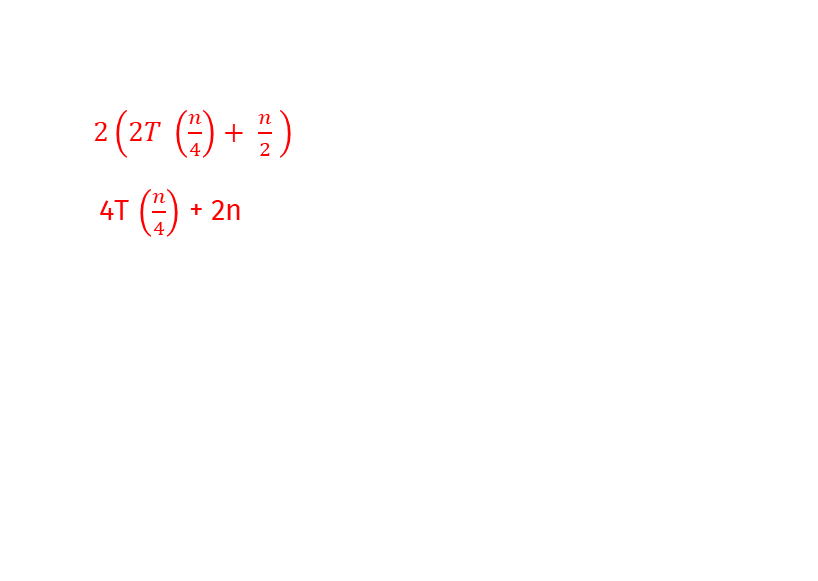 2(2T (n/4) + n/2)
4T (n/4) + 2n